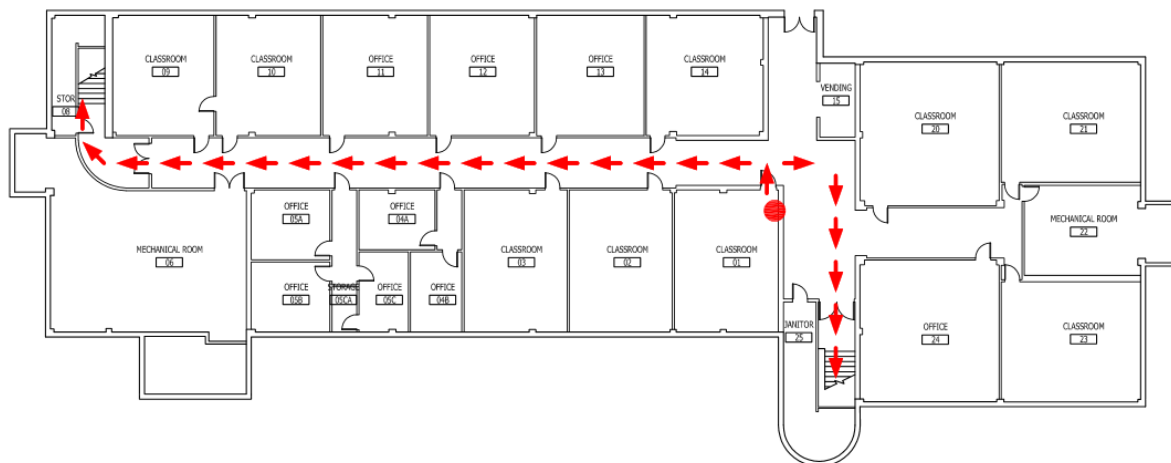 CLASSROOM
09
CLASSROOM
10
OFFICE
11
OFFICE
12
OFFICE
13
CLASSROOM
14
VENDING
15
STOR
08
CLASSROOM
20
CLASSROOM
21
MECHANICAL ROOM
22
OFFICE
05A
OFFICE
04A
MECHANICAL ROOM
06
CLASSROOM
03
CLASSROOM
02
CLASSROOM
01
OFFICE
05B
STORAGE
05CA
OFFICE
05C
OFFICE
04B
JANITOR
25
OFFICE
24
CLASSROOM
23